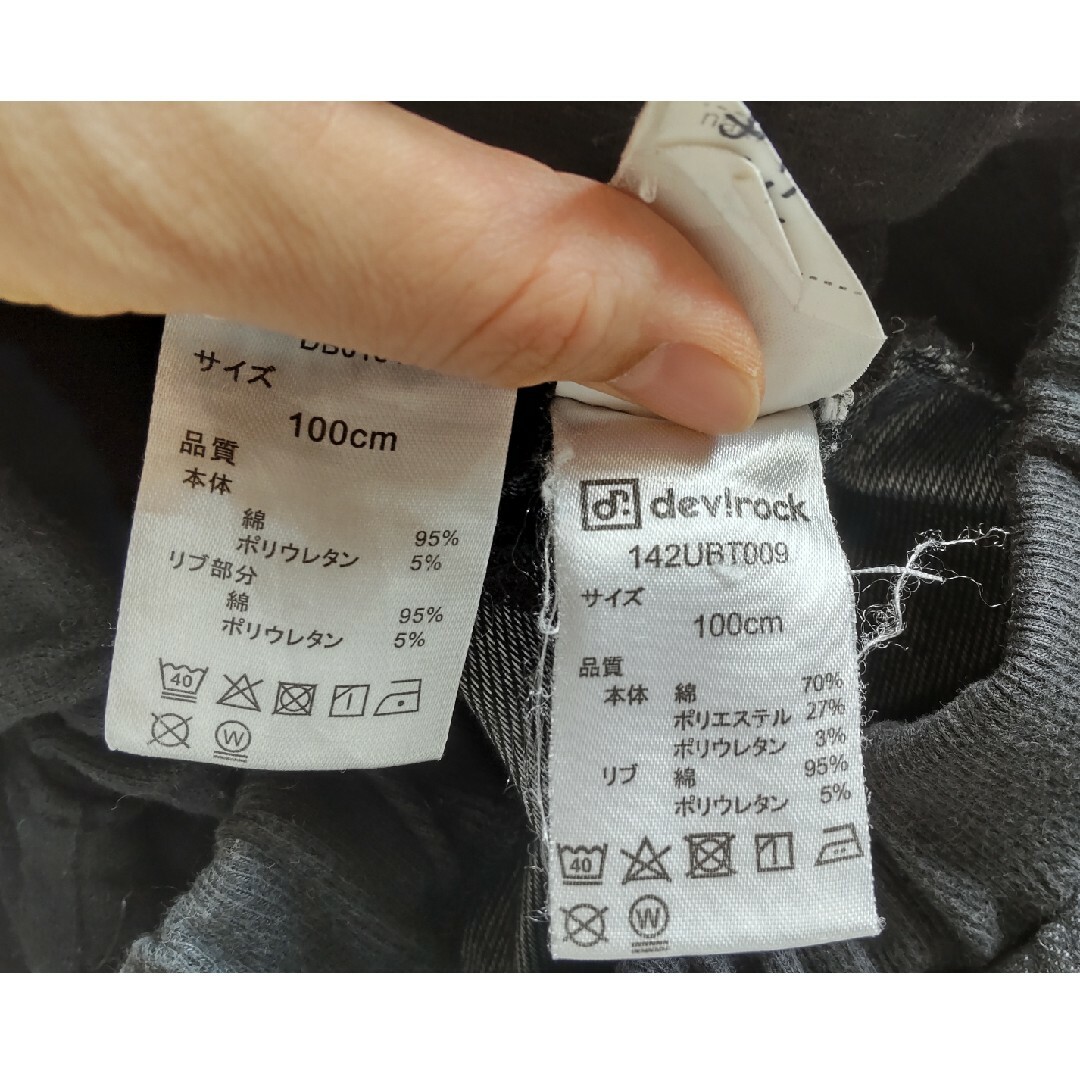 サイズ
100cm
品質
本体
綿 95%
ポリウレタン 5%
リブ部分
綿 95%
ポリウレタン 5%
40
W
dev!rock
142UBT009
サイズ
100cm
品質
本体 綿 70%
ポリエステル 27%
ポリウレタン 3%
リブ 綿 95%
ポリウレタン 5%
40
W